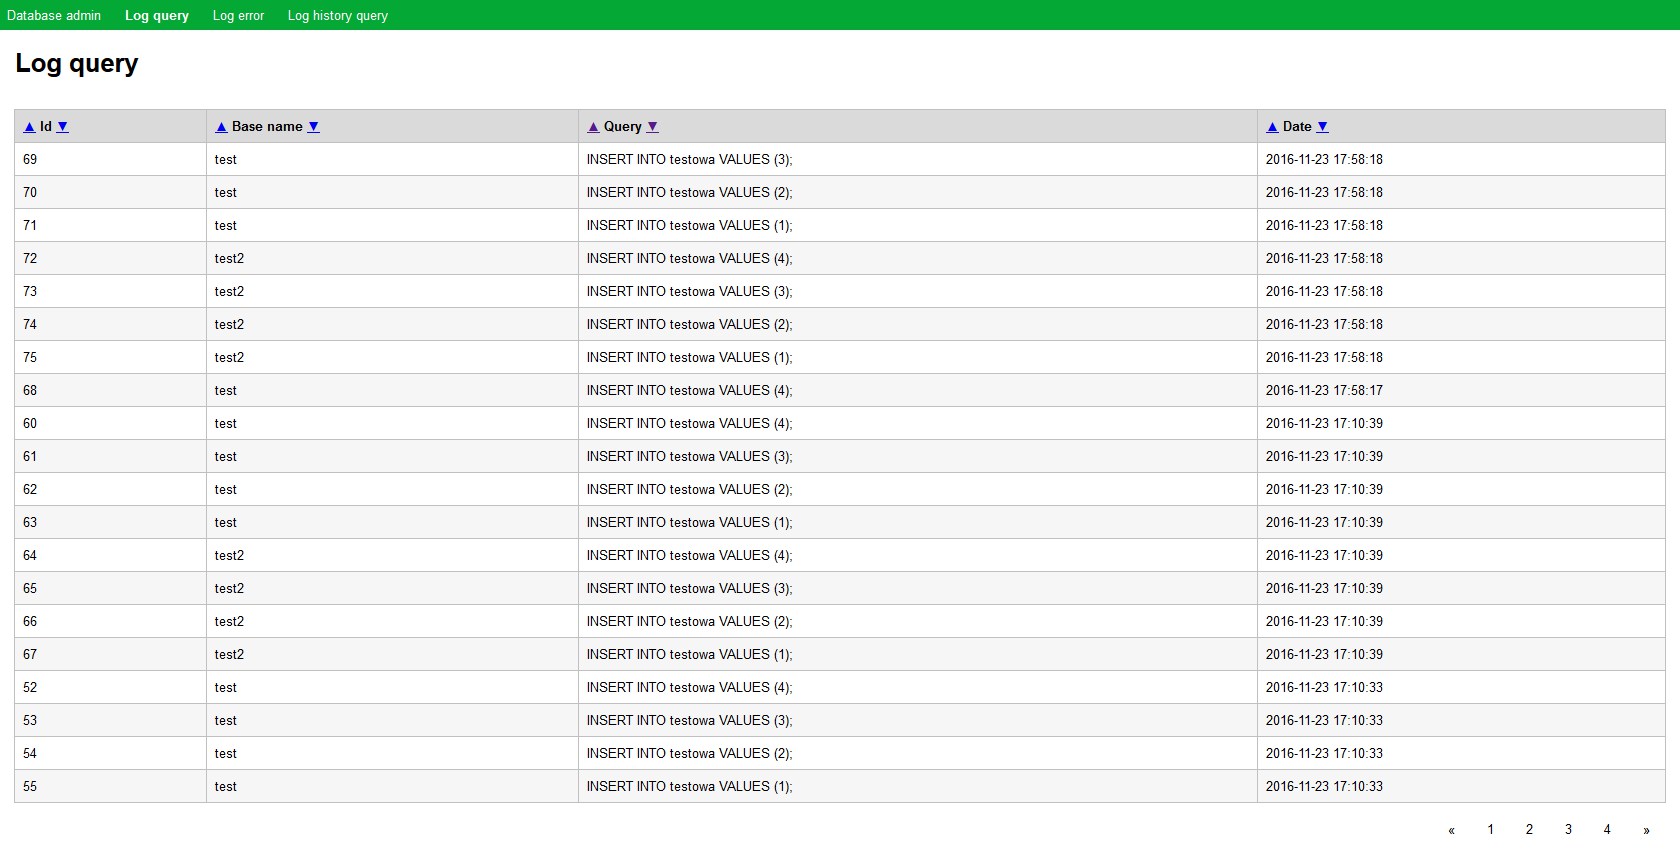 Database admin Log query Log error Log history query
Log query
▲ Id ▼ ▲ Base name ▼ ▲ Query ▼ ▲ Date ▼
69 test INSERT INTO testowa VALUES (3); 2016-11-23 17:58:18
70 test INSERT INTO testowa VALUES (2); 2016-11-23 17:58:18
71 test INSERT INTO testowa VALUES (1); 2016-11-23 17:58:18
72 test2 INSERT INTO testowa VALUES (4); 2016-11-23 17:58:18
73 test2 INSERT INTO testowa VALUES (3); 2016-11-23 17:58:18
74 test2 INSERT INTO testowa VALUES (2); 2016-11-23 17:58:18
75 test2 INSERT INTO testowa VALUES (1); 2016-11-23 17:58:18
68 test INSERT INTO testowa VALUES (4); 2016-11-23 17:58:17
60 test INSERT INTO testowa VALUES (4); 2016-11-23 17:10:39
61 test INSERT INTO testowa VALUES (3); 2016-11-23 17:10:39
62 test INSERT INTO testowa VALUES (2); 2016-11-23 17:10:39
63 test INSERT INTO testowa VALUES (1); 2016-11-23 17:10:39
64 test2 INSERT INTO testowa VALUES (4); 2016-11-23 17:10:39
65 test2 INSERT INTO testowa VALUES (3); 2016-11-23 17:10:39
66 test2 INSERT INTO testowa VALUES (2); 2016-11-23 17:10:39
67 test2 INSERT INTO testowa VALUES (1); 2016-11-23 17:10:39
52 test INSERT INTO testowa VALUES (4); 2016-11-23 17:10:33
53 test INSERT INTO testowa VALUES (3); 2016-11-23 17:10:33
54 test INSERT INTO testowa VALUES (2); 2016-11-23 17:10:33
55 test INSERT INTO testowa VALUES (1); 2016-11-23 17:10:33
« 1 2 3 4 »